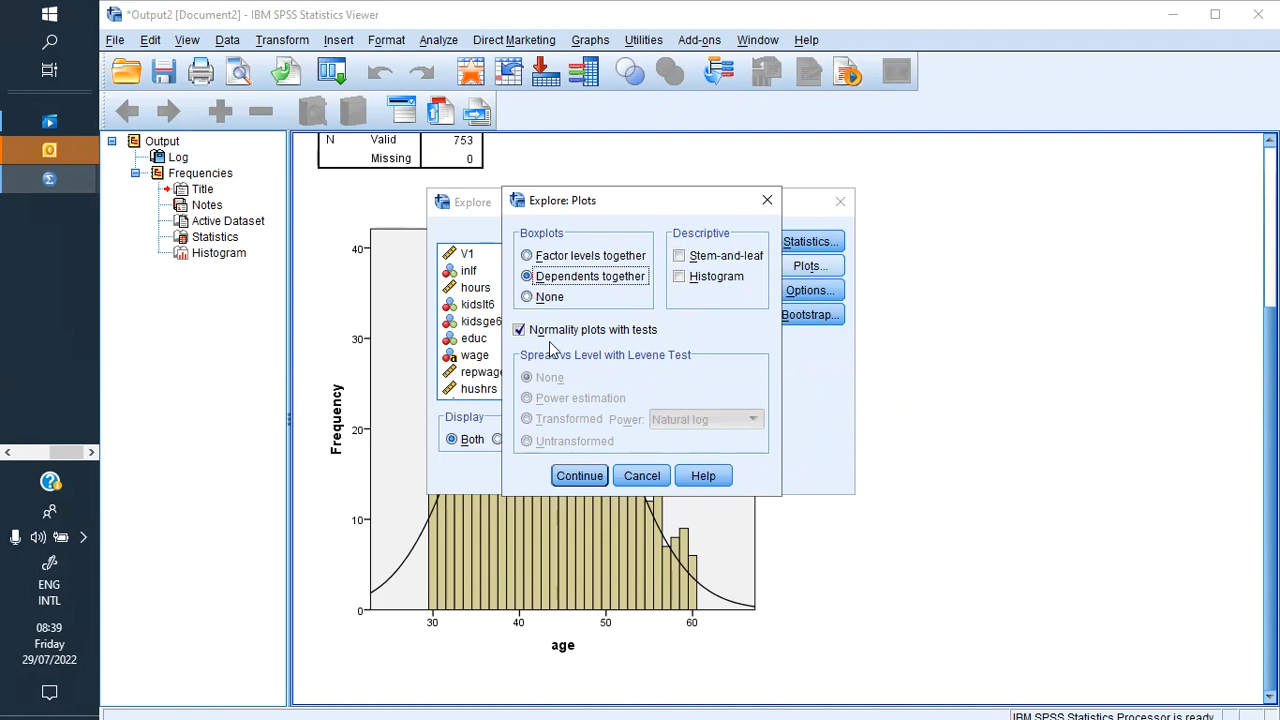 *Output2 [Document2] - IBM SPSS Statistics Viewer
File Edit View Data Transform Insert Format Analyze Direct Marketing Graphs Utilities Add-ons Window Help
Output
Log
Frequencies
Title
Notes
Active Dataset
Statistics
Histogram
N Valid 753
Missing 0
Explore
V1
inlf
hours
kidslt6
kidsge6
educ
wage
repwage
hushrs
Display
Both
Statistics...
Plots...
Options...
Bootstrap...
Explore: Plots
Boxplots
Factor levels together
Dependents together
None
Descriptive
Stem-and-leaf
Histogram
Normality plots with tests
Spread vs Level with Levene Test
None
Power estimation
Transformed Power: Natural log
Untransformed
Continue Cancel Help
Frequency
40
30
20
10
0
30 40 50 60
age
ENG
INTL
08:39
Friday
29/07/2022
IBM SPSS Statistics Processor is ready